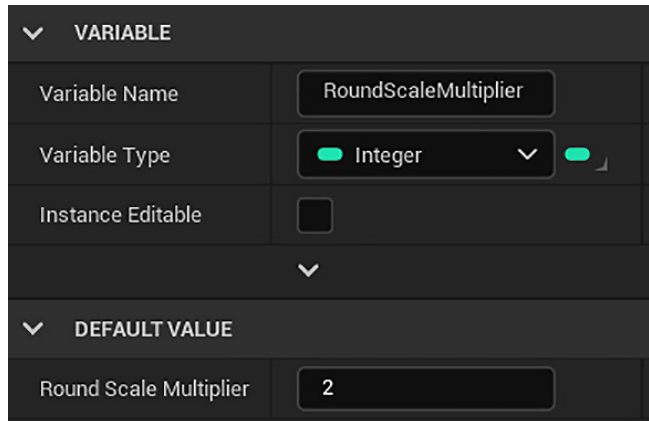 VARIABLE
Variable Name RoundScaleMultiplier
Variable Type Integer
Instance Editable
DEFAULT VALUE
Round Scale Multiplier 2